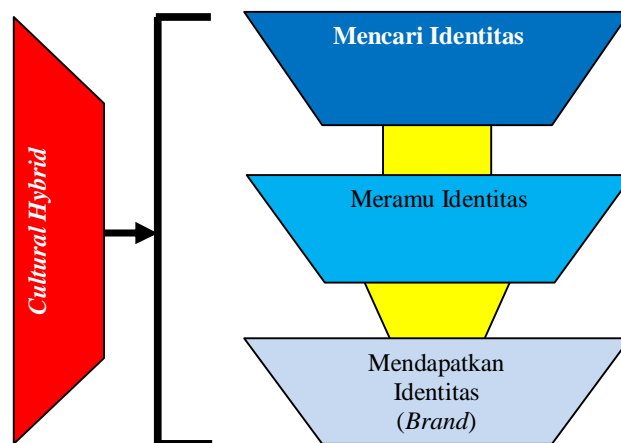 Cultural Hybrid
Mencari Identitas
Meramu Identitas
Mendapatkan
Identitas
(Brand)